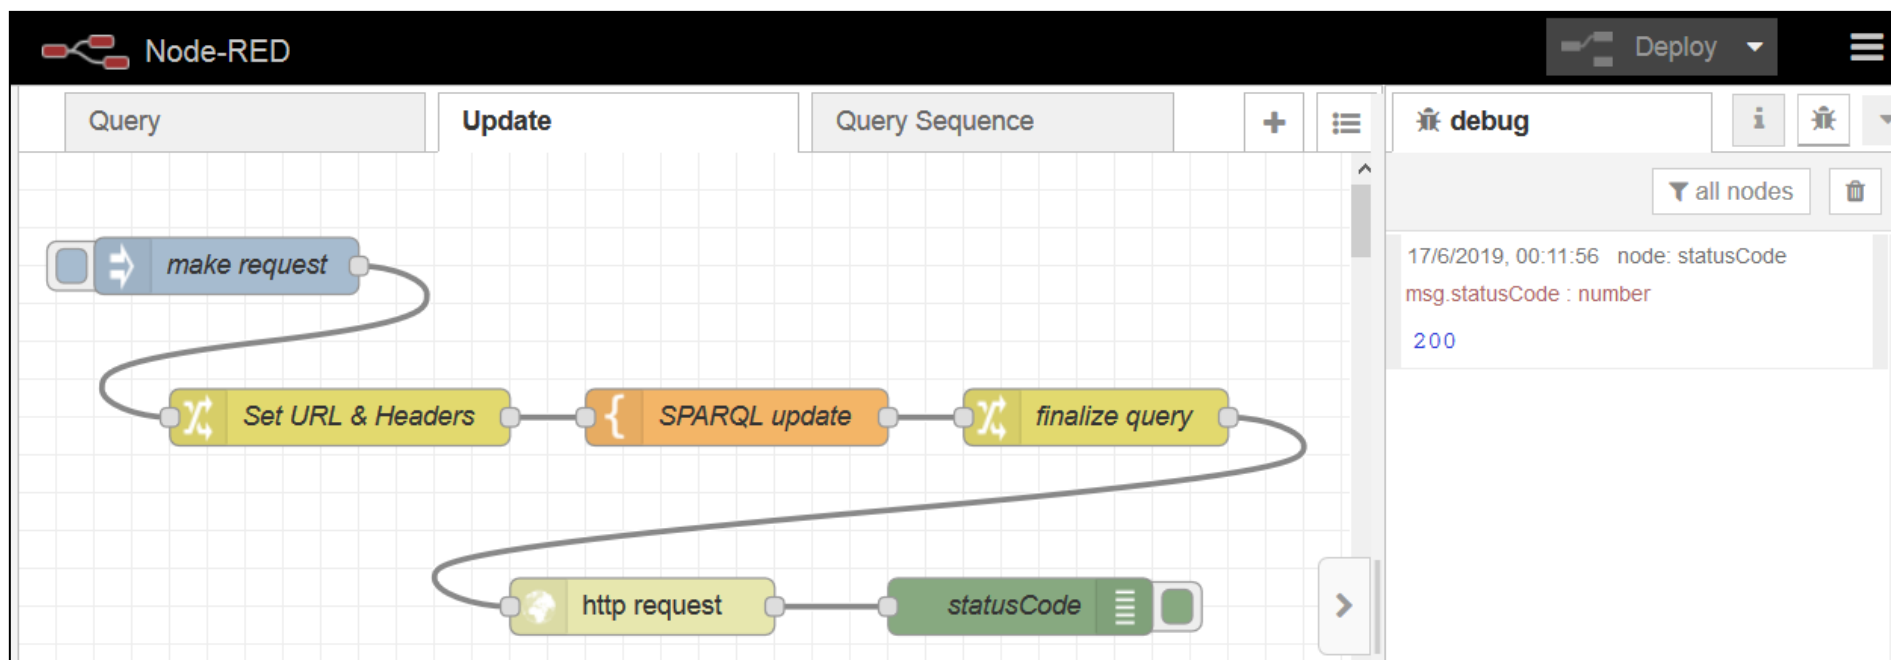 Node-RED
Deploy
Query
Update
Query Sequence
debug
all nodes
17/6/2019, 00:11:56 node: statusCode
msg.statusCode : number
200
make request
Set URL & Headers
SPARQL update
finalize query
http request
statusCode